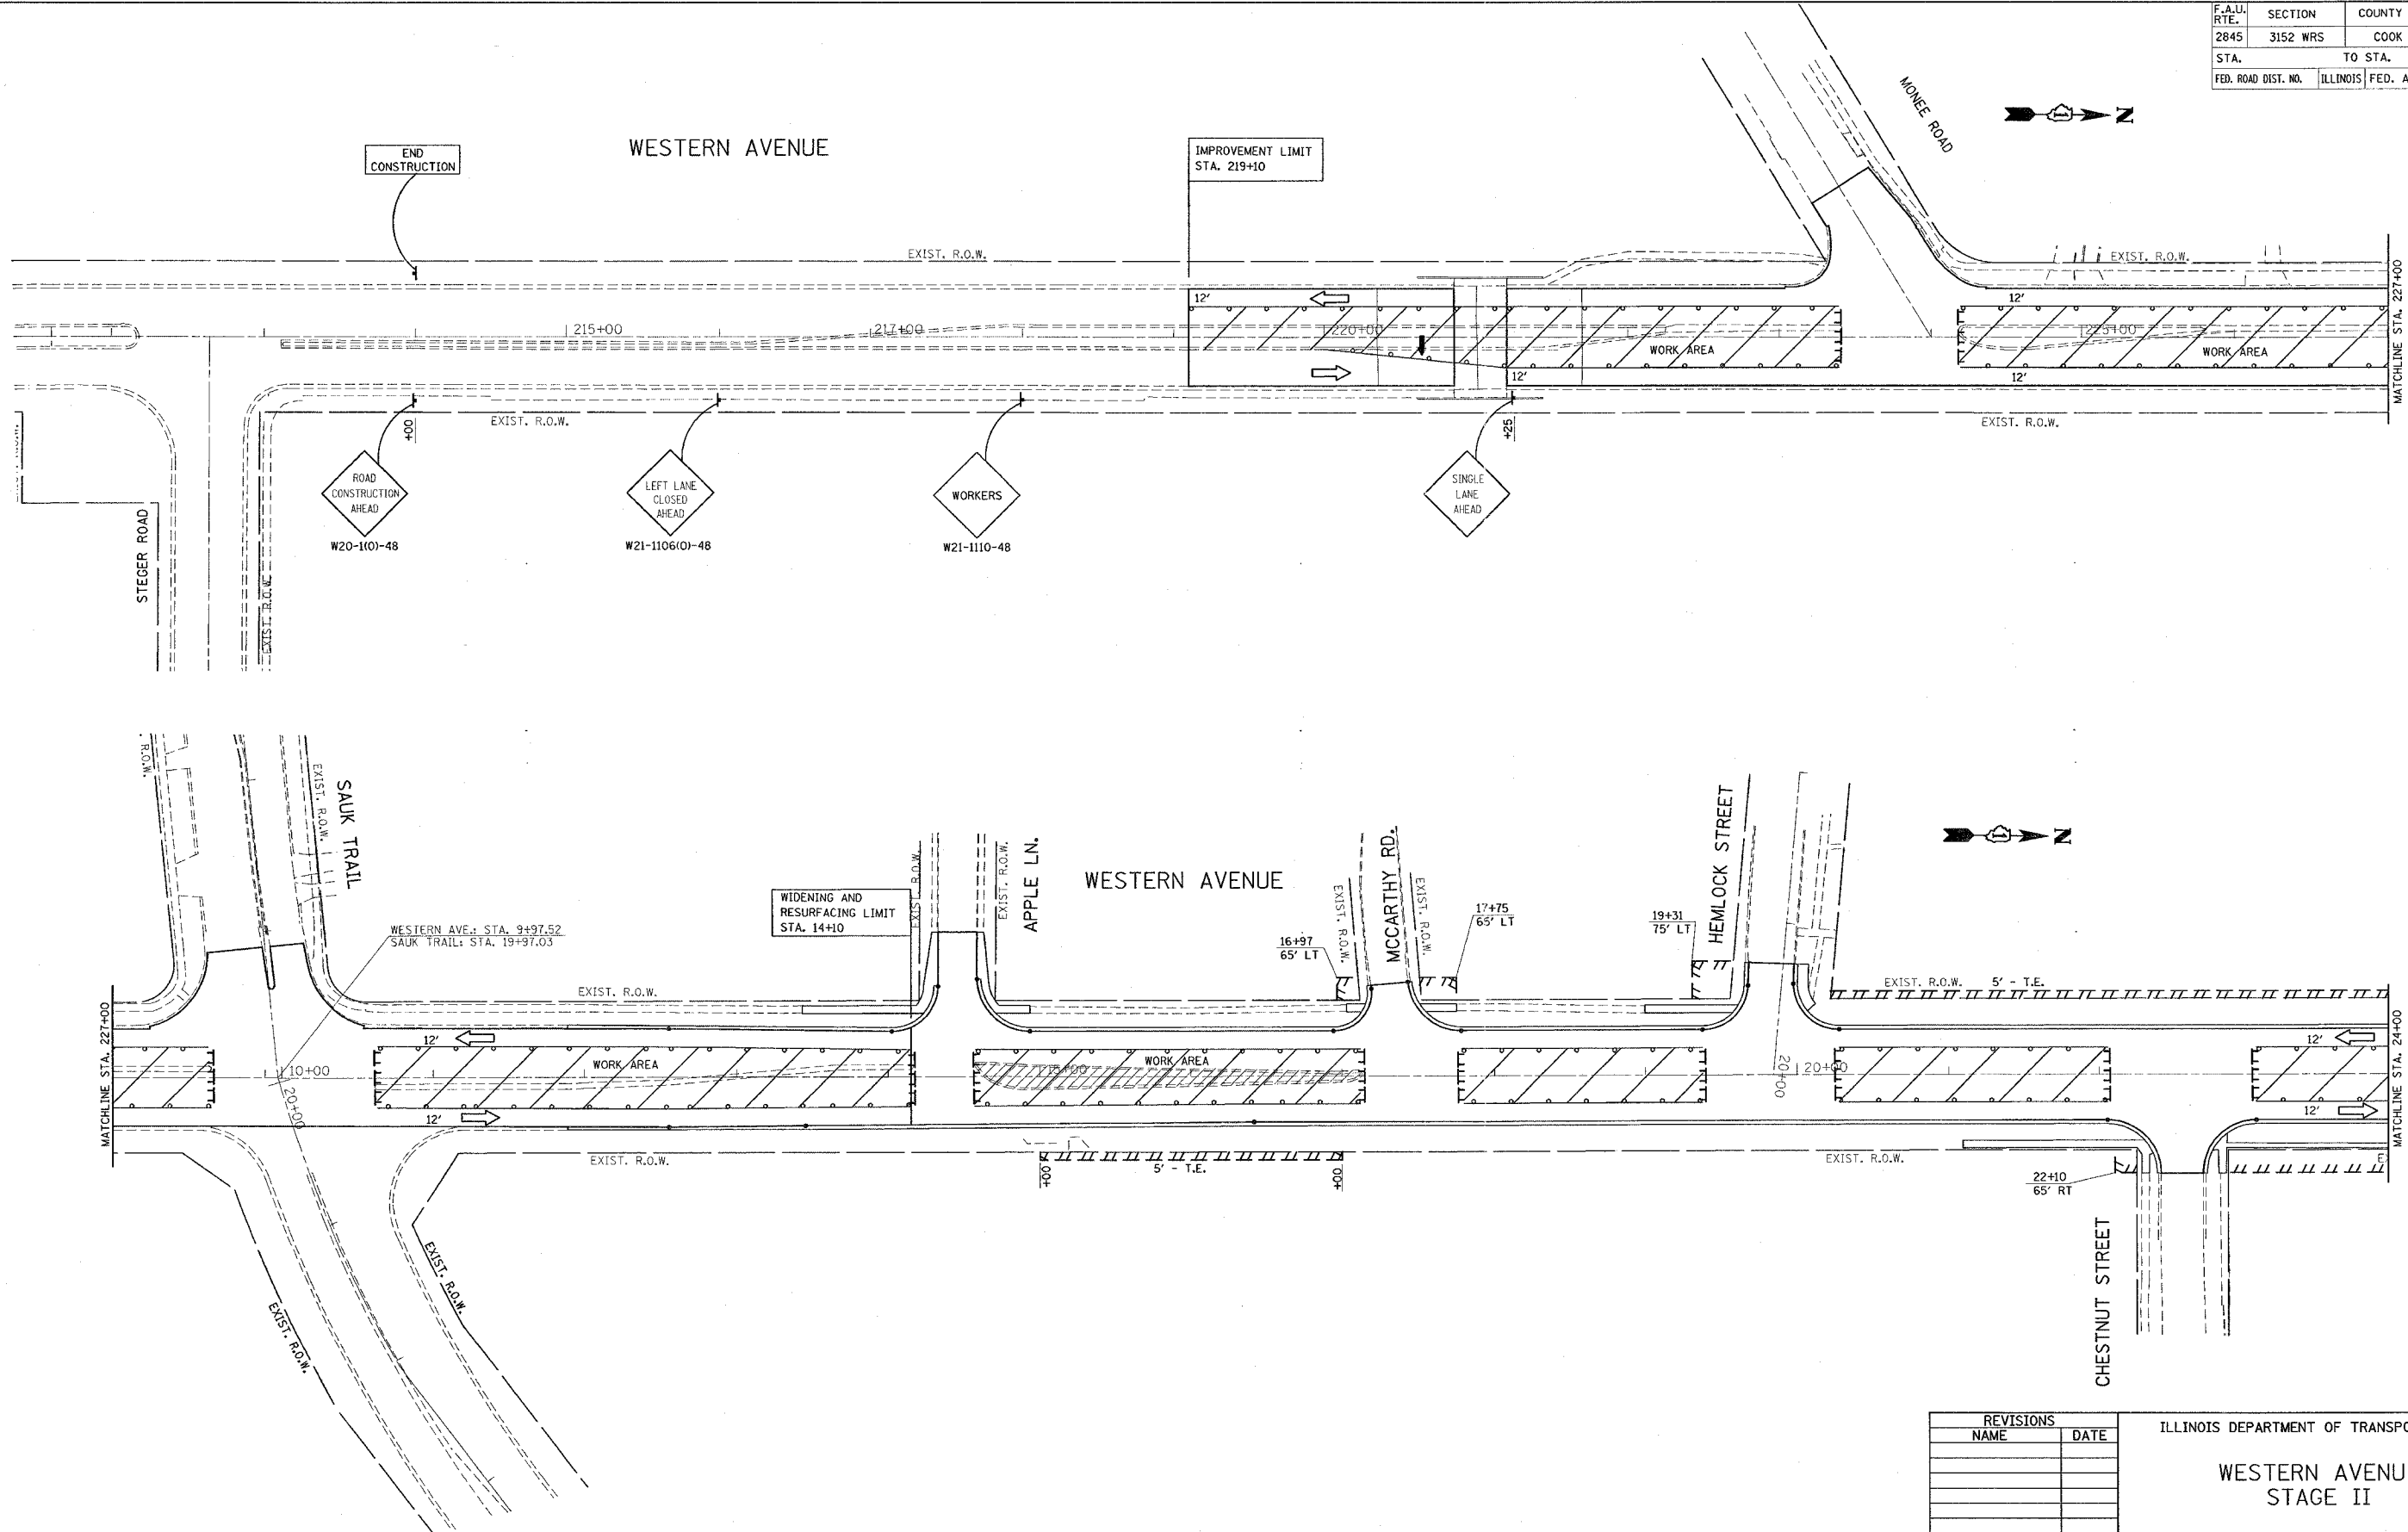 F.A.U. RTE. SECTION COUNTY
2845 3152 WRS COOK
STA. TO STA.
FED. ROAD DIST. NO. ILLINOIS FED. A
MONEE ROAD
N
WESTERN AVENUE
END
CONSTRUCTION
IMPROVEMENT LIMIT
STA. 219+10
EXIST. R.O.W.
EXIST. R.O.W.
12'
12'
215+00
217+00
220+00
225+00
WORK AREA
WORK AREA
12'
12'
MATCHLINE STA. 227+00
EXIST. R.O.W.
EXIST. R.O.W.
+00
+25
ROAD
CONSTRUCTION
AHEAD
W20-1(0)-48
LEFT LANE
CLOSED
AHEAD
W21-1106(0)-48
WORKERS
W21-1110-48
SINGLE
LANE
AHEAD
STEGER ROAD
EXIST. R.O.W.
R.O.W.
EXIST. R.O.W.
SAUK TRAIL
WESTERN AVE.: STA. 9+97.52
SAUK TRAIL: STA. 19+97.03
WIDENING AND
RESURFACING LIMIT
STA. 14+10
EXIST. R.O.W.
EXIST. R.O.W.
APPLE LN.
WESTERN AVENUE
16+97
65' LT
EXIST. R.O.W.
MCCARTHY RD.
EXIST. R.O.W.
17+75
65' LT
19+31
75' LT
HEMLOCK STREET
N
EXIST. R.O.W.
EXIST. R.O.W. 5' - T.E.
MATCHLINE STA. 227+00
12'
12'
10+00
20+00
WORK AREA
WORK AREA
15+00
20+00
20+00
12'
12'
MATCHLINE STA. 24+00
EXIST. R.O.W.
+00
5' - T.E.
+00
EXIST. R.O.W.
22+10
65' RT
E
EXIST. R.O.W.
EXIST. R.O.W.
CHESTNUT STREET
REVISIONS
NAME DATE
ILLINOIS DEPARTMENT OF TRANSPO
WESTERN AVENU
STAGE II